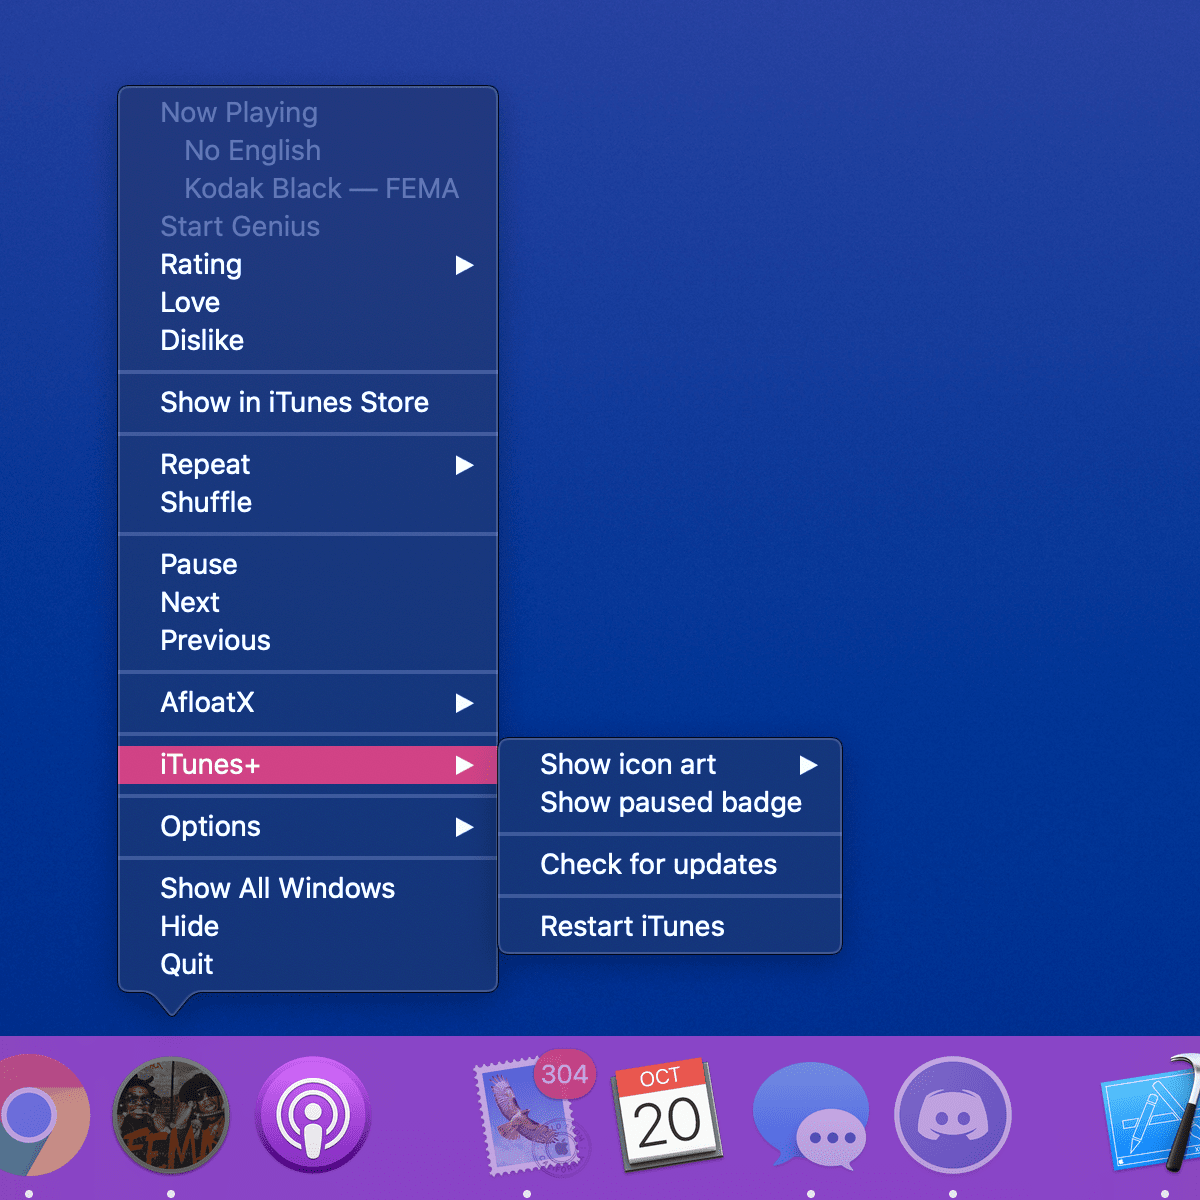 Now Playing
No English
Kodak Black — FEMA
Start Genius
Rating
Love
Dislike
Show in iTunes Store
Repeat
Shuffle
Pause
Next
Previous
AfloatX
iTunes+
Show icon art
Show paused badge
Check for updates
Restart iTunes
Options
Show All Windows
Hide
Quit
FEMA
304
OCT
20